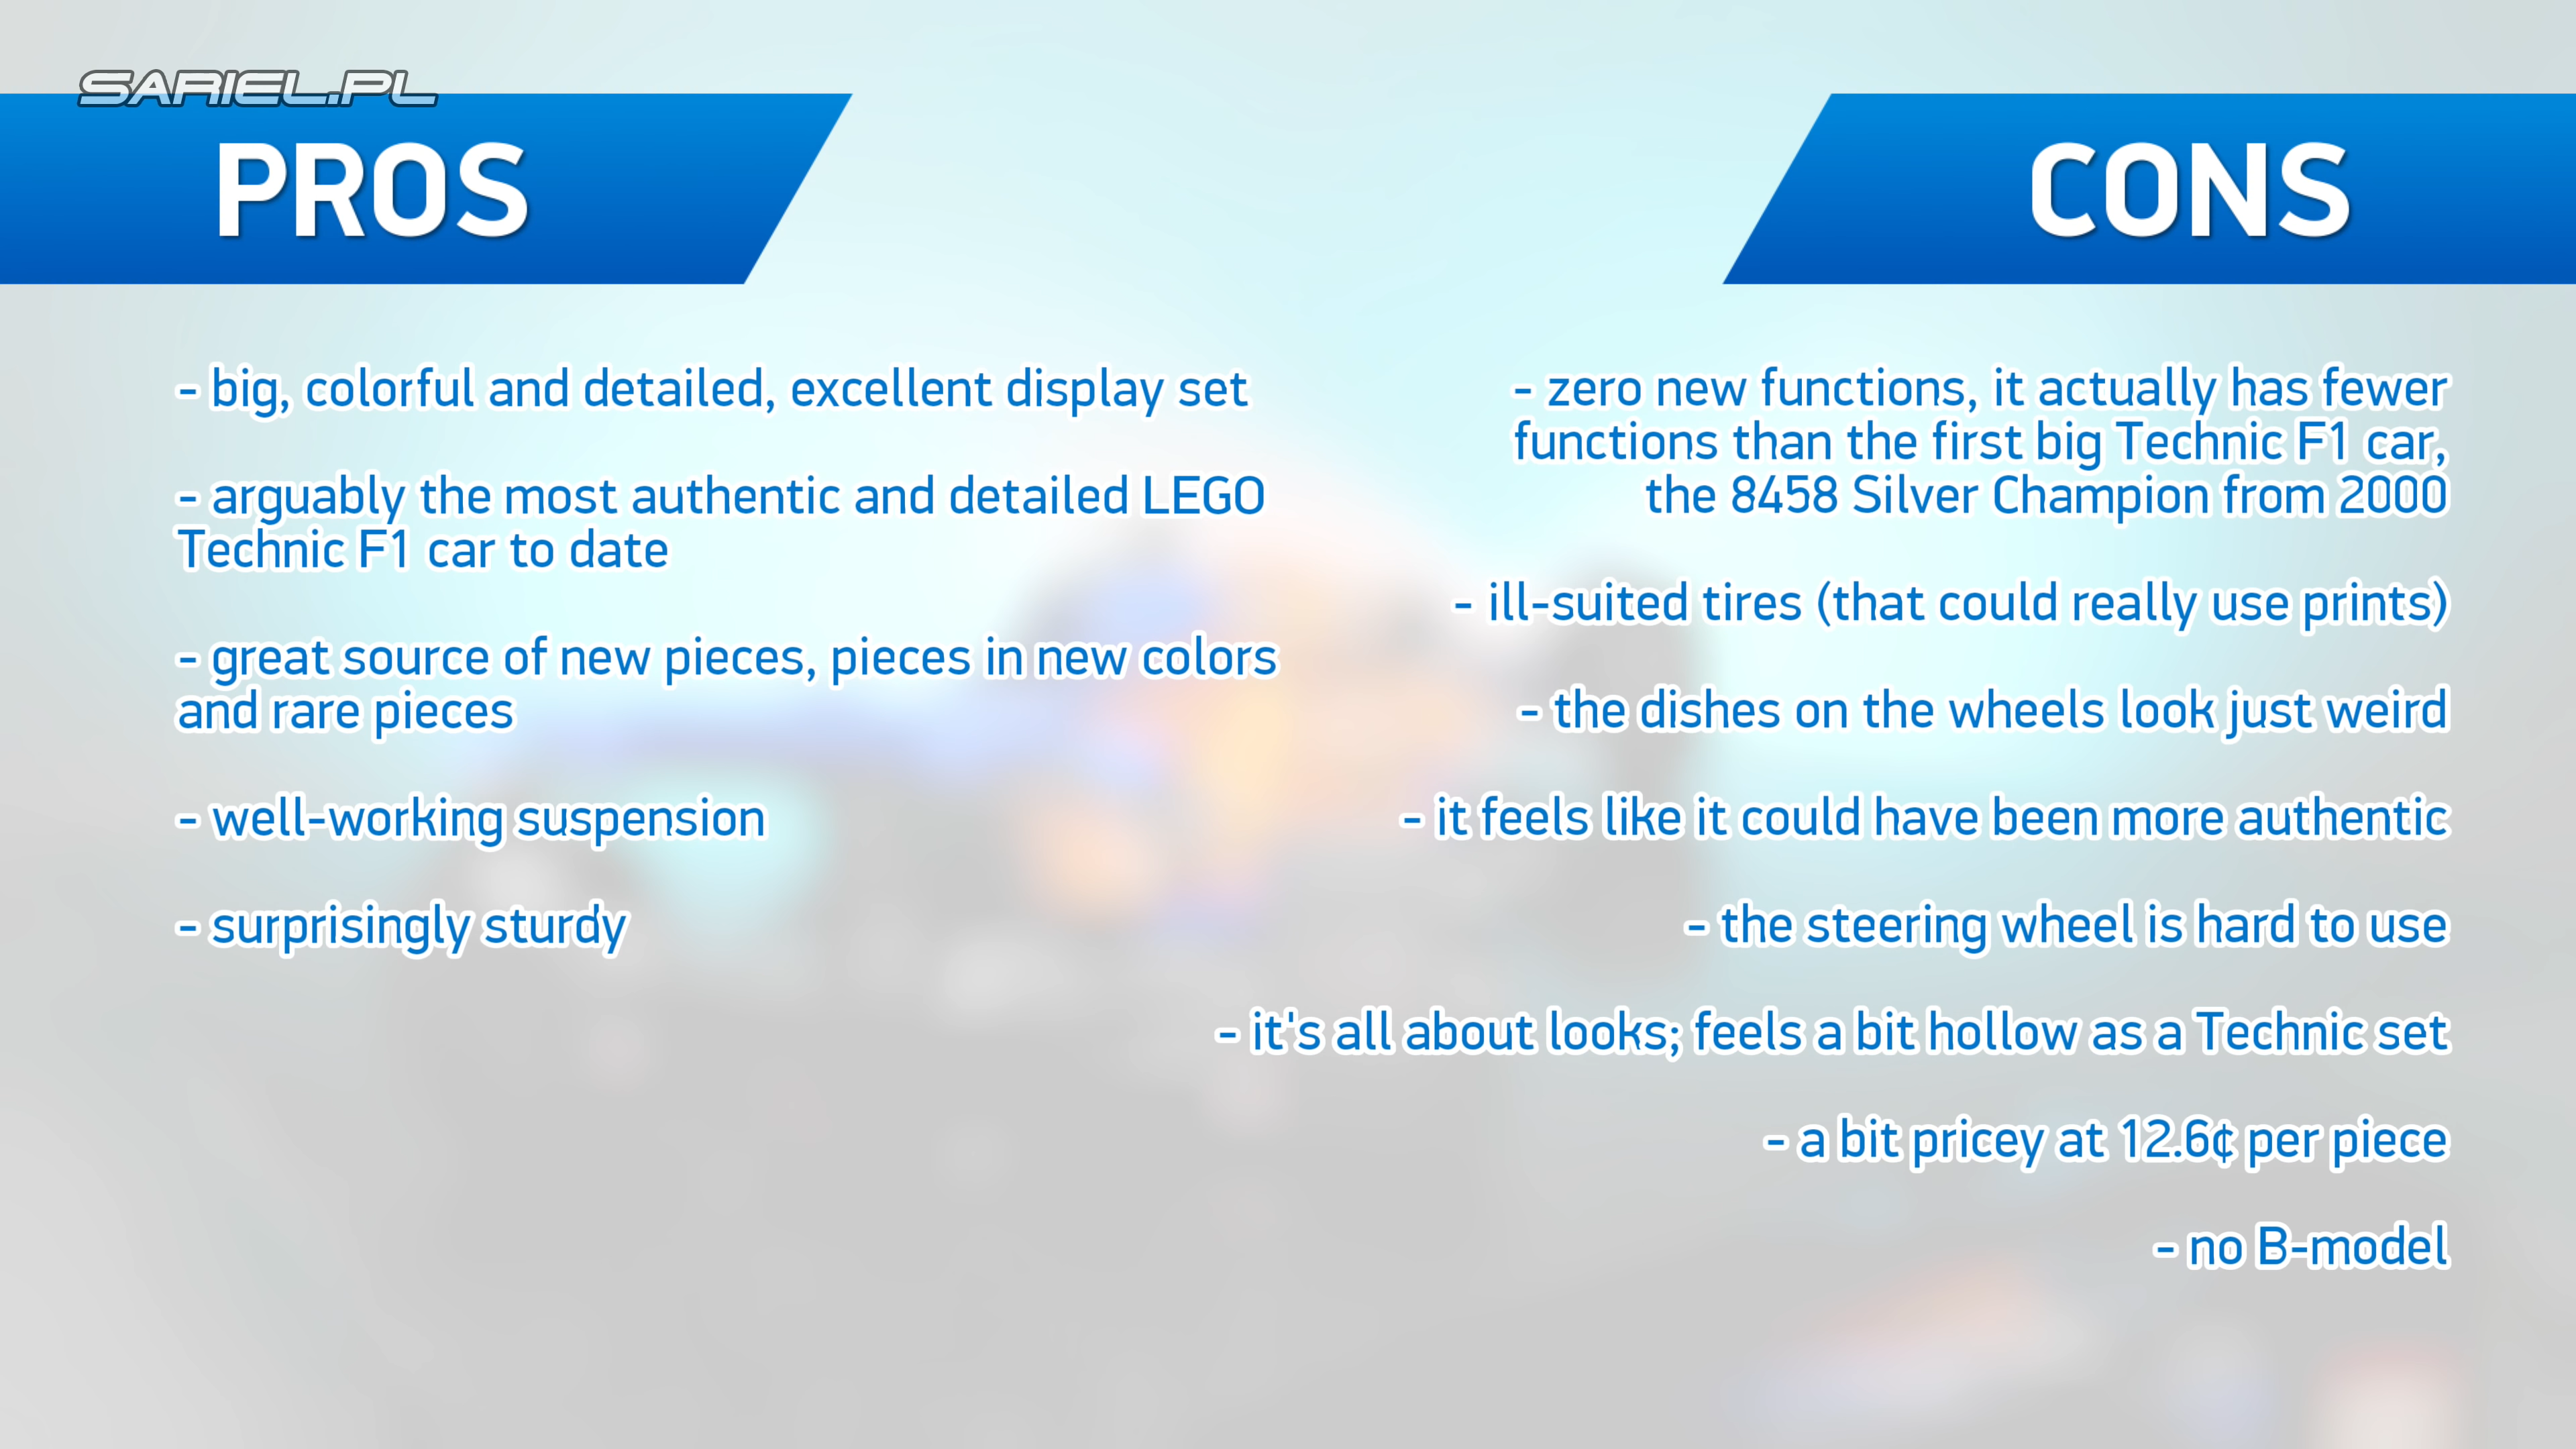 SARIEL.PL
PROS
- big, colorful and detailed, excellent display set
- arguably the most authentic and detailed LEGO
Technic F1 car to date
- great source of new pieces, pieces in new colors
and rare pieces
- well-working suspension
- surprisingly sturdy
CONS
- zero new functions, it actually has fewer
functions than the first big Technic F1 car,
the 8458 Silver Champion from 2000
- ill-suited tires (that could really use prints)
- the dishes on the wheels look just weird
- it feels like it could have been more authentic
- the steering wheel is hard to use
- it's all about looks; feels a bit hollow as a Technic set
- a bit pricey at 12.6¢ per piece
- no B-model